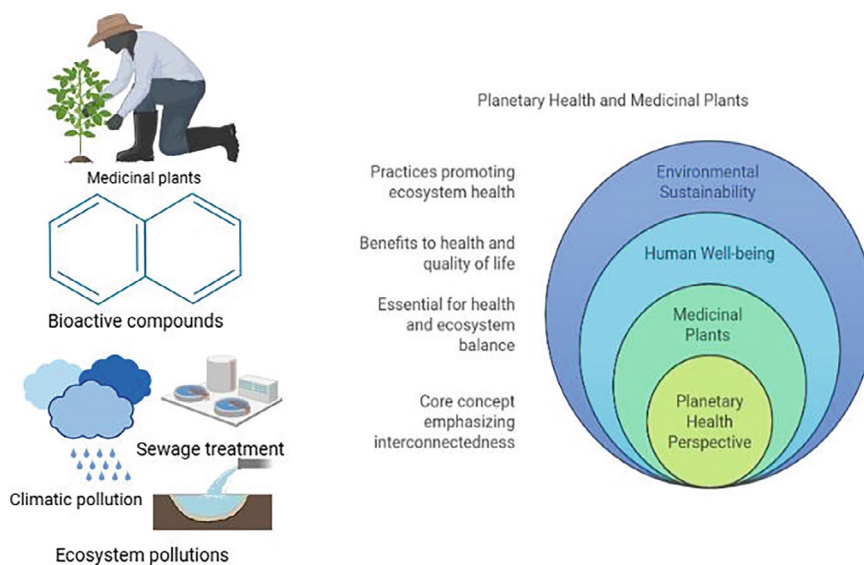 Medicinal plants
Bioactive compounds
Sewage treatment
Climatic pollution
Ecosystem pollutions
Planetary Health and Medicinal Plants
Practices promoting
ecosystem health
Environmental
Sustainability
Benefits to health and
quality of life
Human Well-being
Essential for health
and ecosystem
balance
Medicinal
Plants
Core concept
emphasizing
interconnectedness
Planetary
Health
Perspective